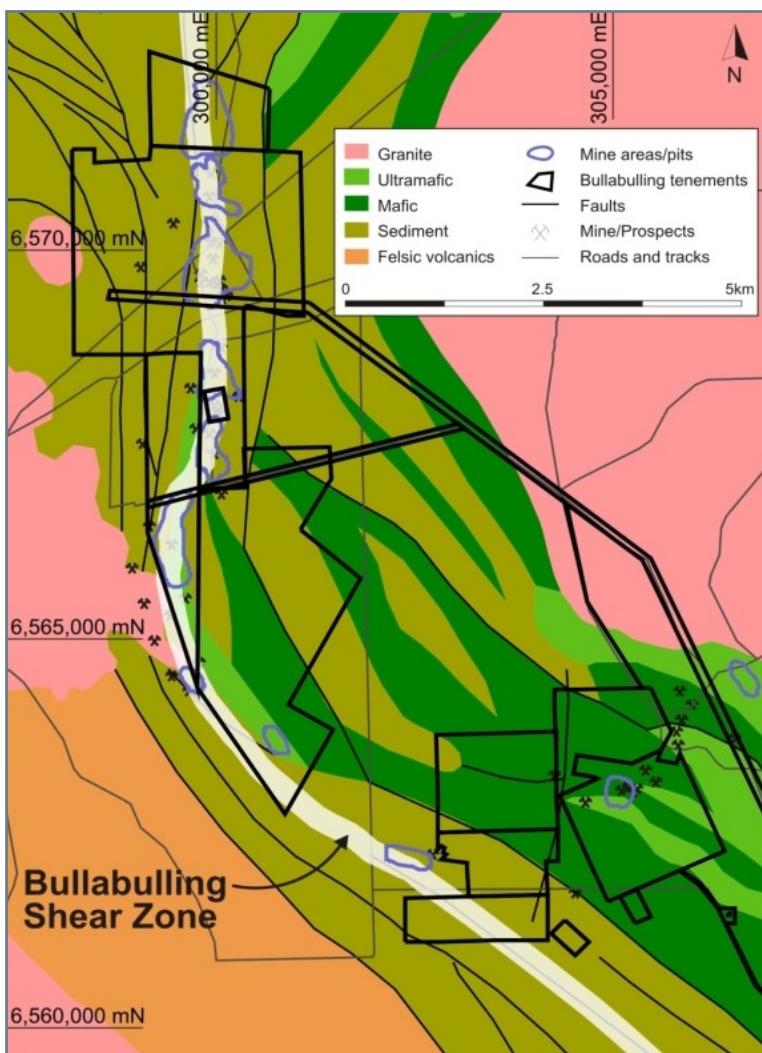 300,000 mE
305,000 mE
N
Granite
Ultramafic
Mafic
Sediment
Felsic volcanics
Mine areas/pits
Bullabulling tenements
Faults
Mine/Prospects
Roads and tracks
0 2.5 5km
6,570,000 mN
6,565,000 mN
Bullabulling
Shear Zone
6,560,000 mN